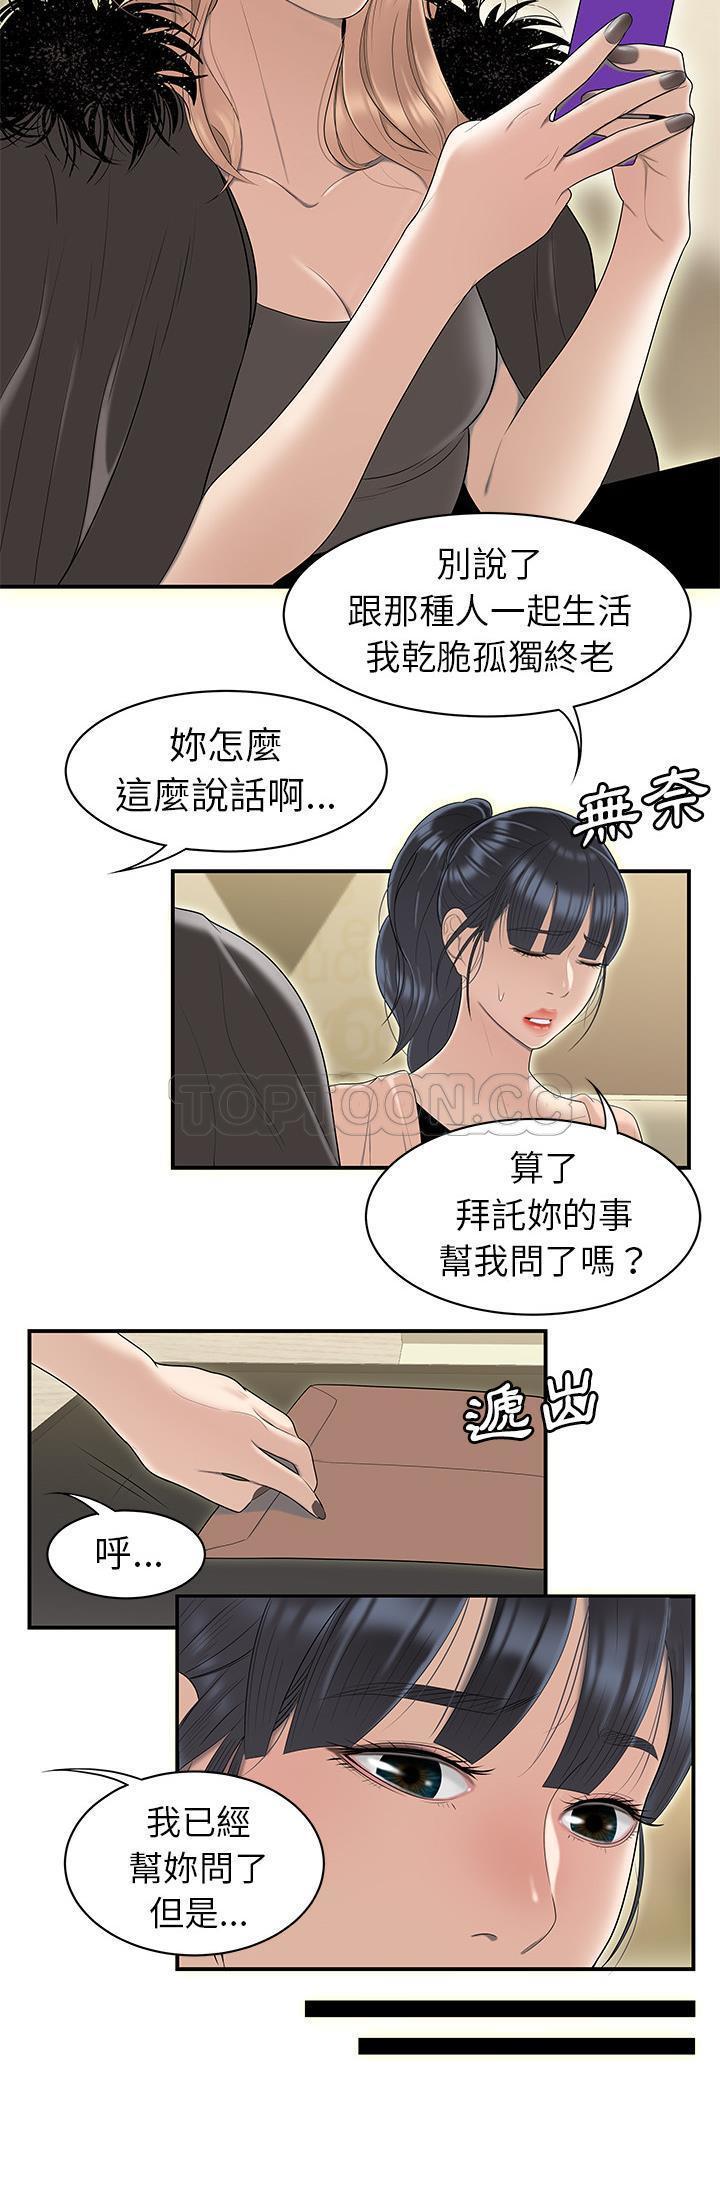 別說了
跟那種人一起生活
我乾脆孤獨終老
妳怎麼
這麼說話啊...
無奈
TOPTOON.CC
算了
拜託妳的事
幫我問了嗎？
遞出
呼...
我已經
幫妳問了
但是...